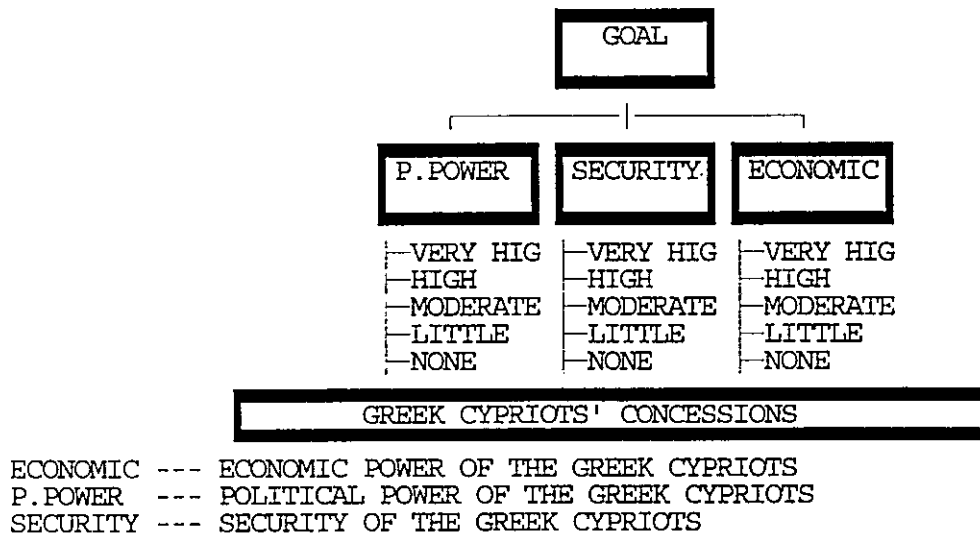 GOAL
P.POWER SECURITY ECONOMIC
VERY HIG VERY HIG VERY HIG
HIGH HIGH HIGH
MODERATE MODERATE MODERATE
LITTLE LITTLE LITTLE
NONE NONE NONE
GREEK CYPRIOTS' CONCESSIONS
ECONOMIC --- ECONOMIC POWER OF THE GREEK CYPRIOTS
P.POWER --- POLITICAL POWER OF THE GREEK CYPRIOTS
SECURITY --- SECURITY OF THE GREEK CYPRIOTS